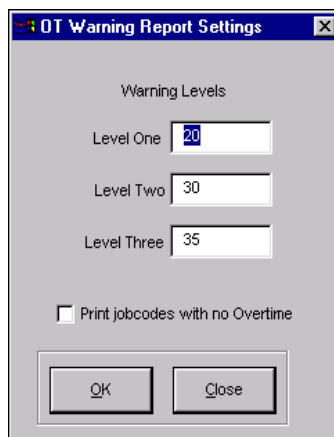 OT Warning Report Settings
Warning Levels
Level One 20
Level Two 30
Level Three 35
Print jobcodes with no Overtime
OK Close